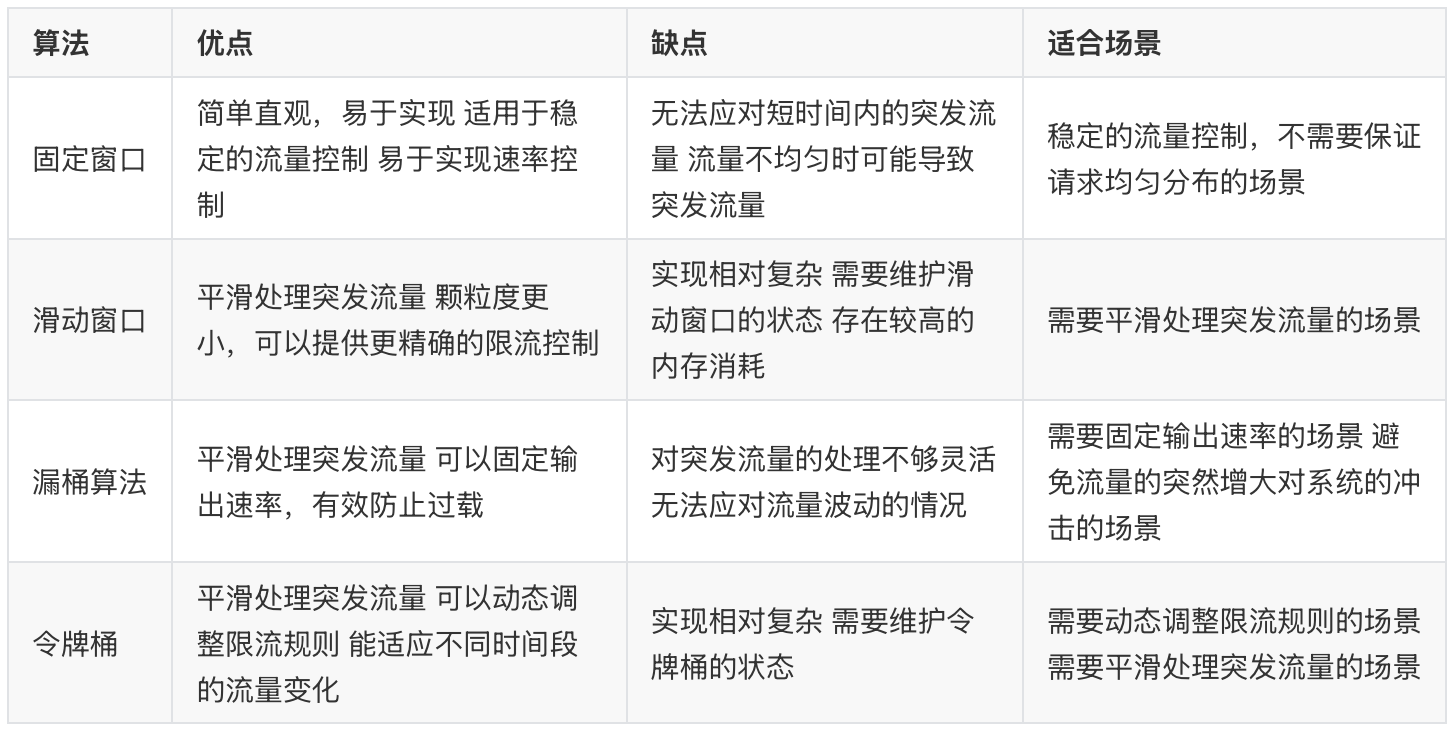 算法
优点
缺点
适合场景
固定窗口
简单直观，易于实现 适用于稳
定的流量控制 易于实现速率控
制
无法应对短时间内的突发流
量 流量不均匀时可能导致
突发流量
稳定的流量控制，不需要保证
请求均匀分布的场景
滑动窗口
平滑处理突发流量 颗粒度更
小，可以提供更精确的限流控制
实现相对复杂 需要维护滑
动窗口的状态 存在较高的
内存消耗
需要平滑处理突发流量的场景
漏桶算法
平滑处理突发流量 可以固定输
出速率，有效防止过载
对突发流量的处理不够灵活
无法应对流量波动的情况
需要固定输出速率的场景 避
免流量的突然增大对系统的冲
击的场景
令牌桶
平滑处理突发流量 可以动态调
整限流规则 能适应不同时间段
的流量变化
实现相对复杂 需要维护令
牌桶的状态
需要动态调整限流规则的场景
需要平滑处理突发流量的场景